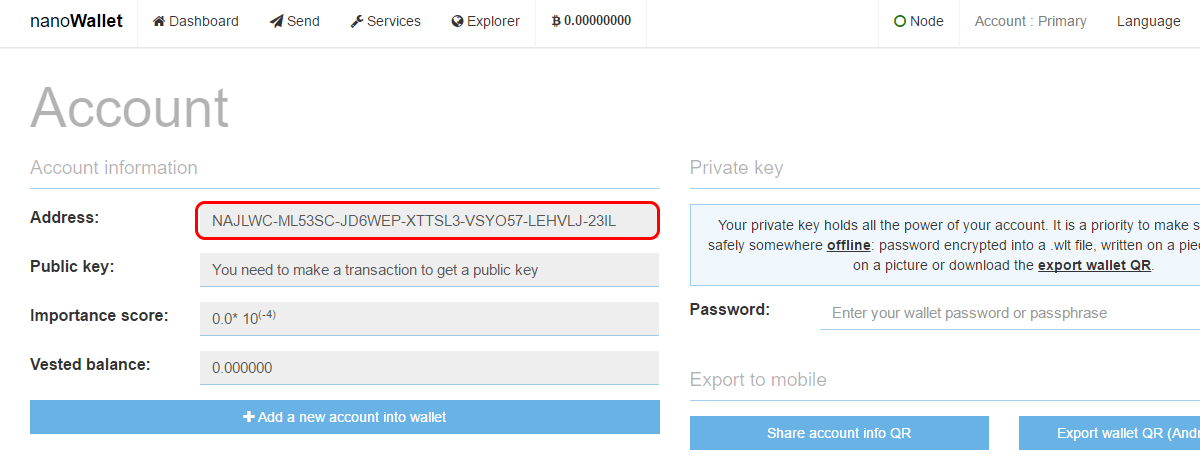 nanoWallet Dashboard Send Services Explorer ฿ 0.00000000 Node Account : Primary Language
Account
Account information
Address: NAJLWC-ML53SC-JD6WEP-XTTSL3-VSYO57-LEHVLJ-23IL
Public key: You need to make a transaction to get a public key
Importance score: 0.0* 10(-4)
Vested balance: 0.000000
Add a new account into wallet
Private key
Your private key holds all the power of your account. It is a priority to make s
safely somewhere offline: password encrypted into a .wlt file, written on a pie
on a picture or download the export wallet QR.
Password: Enter your wallet password or passphrase
Export to mobile
Share account info QR Export wallet QR (Andr